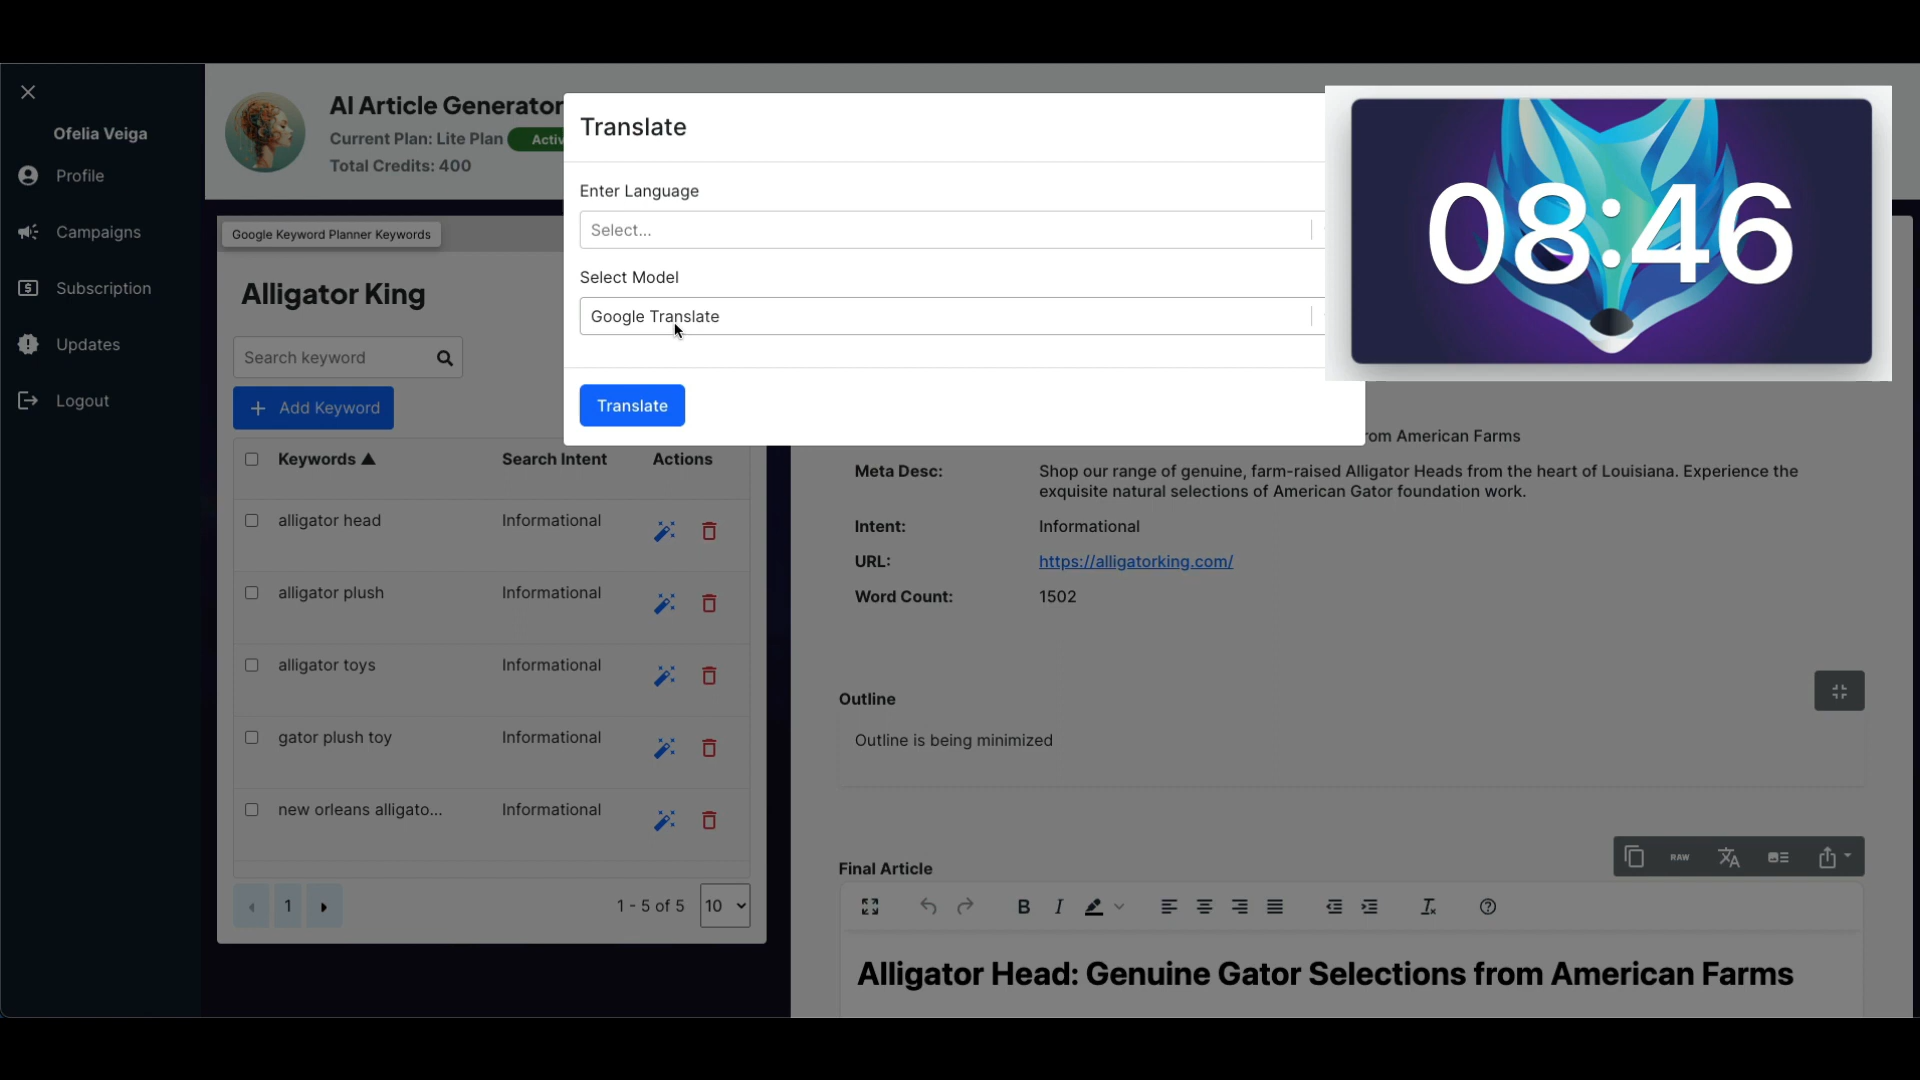 Ofelia Veiga
Profile
Campaigns
Subscription
Updates
Logout
AI Article Generator
Current Plan: Lite Plan
Total Credits: 400
Google Keyword Planner Keywords
Alligator King
Search keyword
+ Add Keyword
Keywords ▲ Search Intent Actions
alligator head Informational
alligator plush Informational
alligator toys Informational
gator plush toy Informational
new orleans alligato... Informational
1
1 - 5 of 5
10
Translate
Enter Language
Select...
Select Model
Google Translate
Translate
08:46
American Farms
Meta Desc: Shop our range of genuine, farm-raised Alligator Heads from the heart of Louisiana. Experience the
exquisite natural selections of American Gator foundation work.
Intent: Informational
URL: https://alligatorking.com/
Word Count: 1502
Outline
Outline is being minimized
Final Article
RAW
B I
Alligator Head: Genuine Gator Selections from American Farms